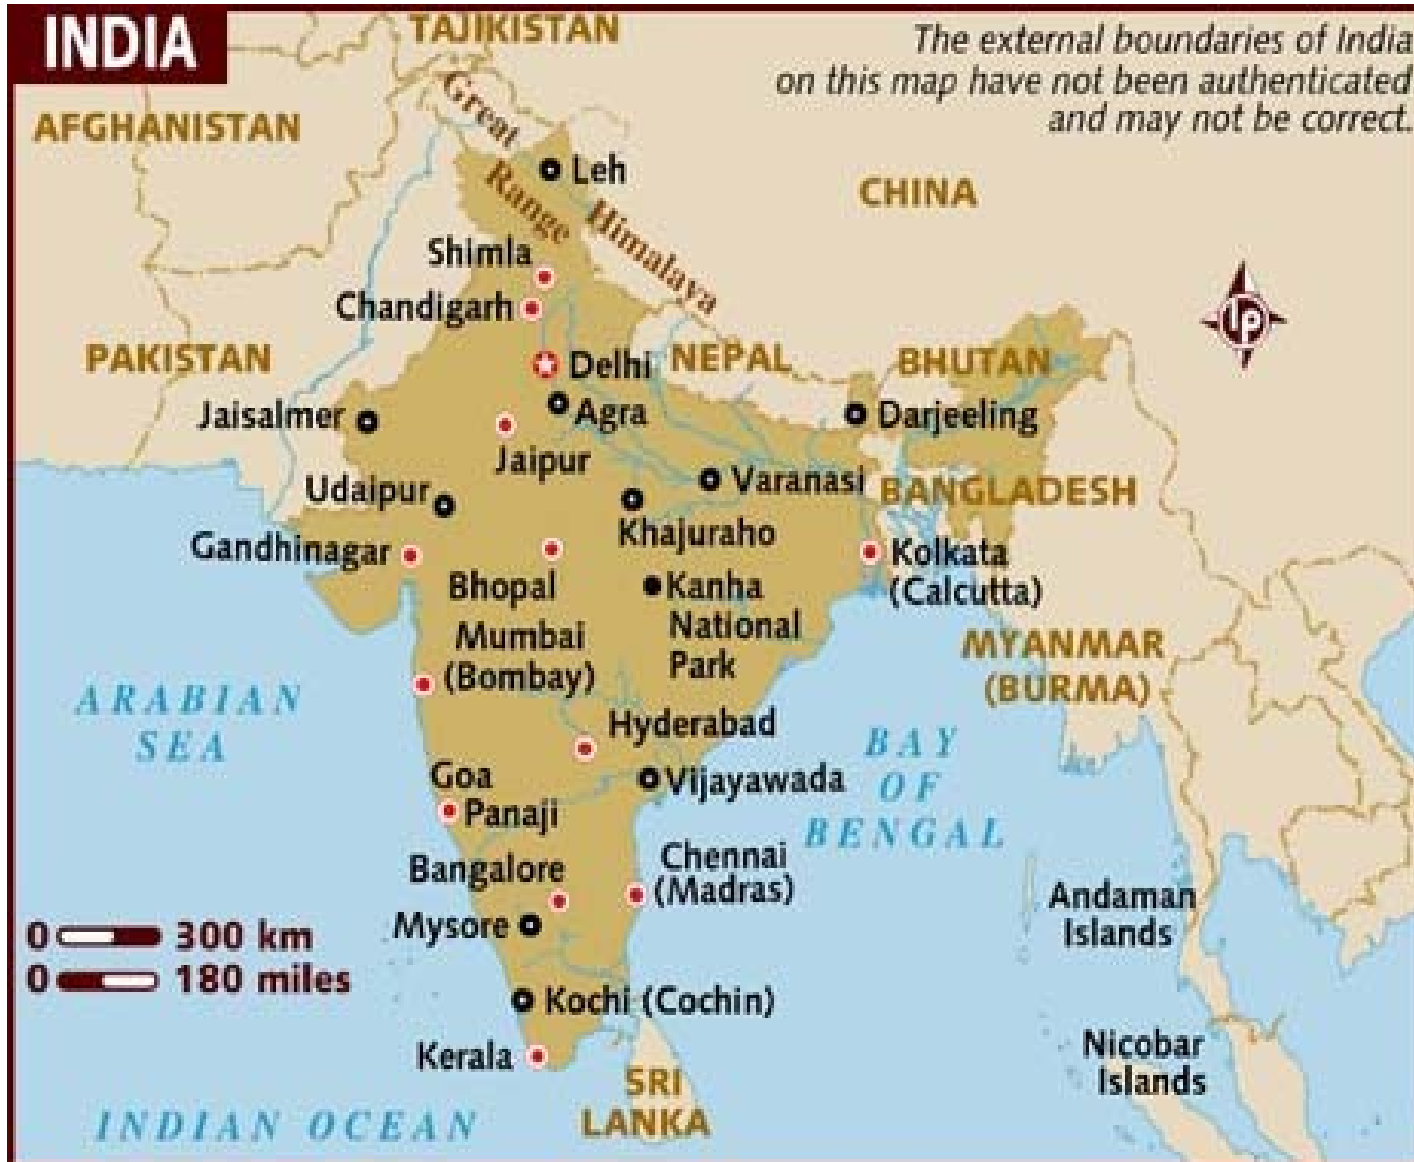 INDIA
TAJIKISTAN
The external boundaries of India
on this map have not been authenticated
and may not be correct.
AFGHANISTAN
Great
Range
Himalaya
Leh
CHINA
Shimla
Chandigarh
lp
PAKISTAN
Delhi
NEPAL
BHUTAN
Jaisalmer
Agra
Darjeeling
Jaipur
Udaipur
Varanasi
BANGLADESH
Khajuraho
Gandhinagar
Kolkata
(Calcutta)
Bhopal
Kanha
National
Park
Mumbai
(Bombay)
MYANMAR
(BURMA)
ARABIAN
SEA
Hyderabad
BAY
OF
BENGAL
Goa
Vijayawada
Panaji
Bangalore
Chennai
(Madras)
Andaman
Islands
Mysore
0 300 km
0 180 miles
Kochi (Cochin)
Kerala
Nicobar
Islands
SRI
LANKA
INDIAN OCEAN